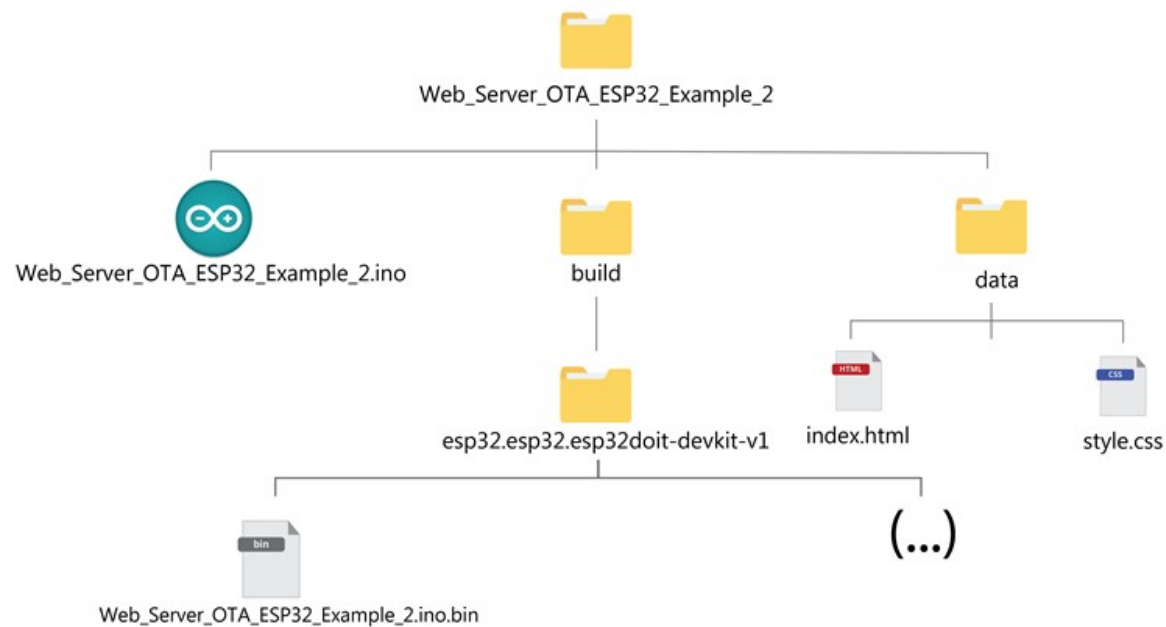 Web_Server_OTA_ESP32_Example_2
Web_Server_OTA_ESP32_Example_2.ino
build
data
HTML
index.html
CSS
style.css
esp32.esp32.esp32doit-devkit-v1
bin
Web_Server_OTA_ESP32_Example_2.ino.bin
(...)